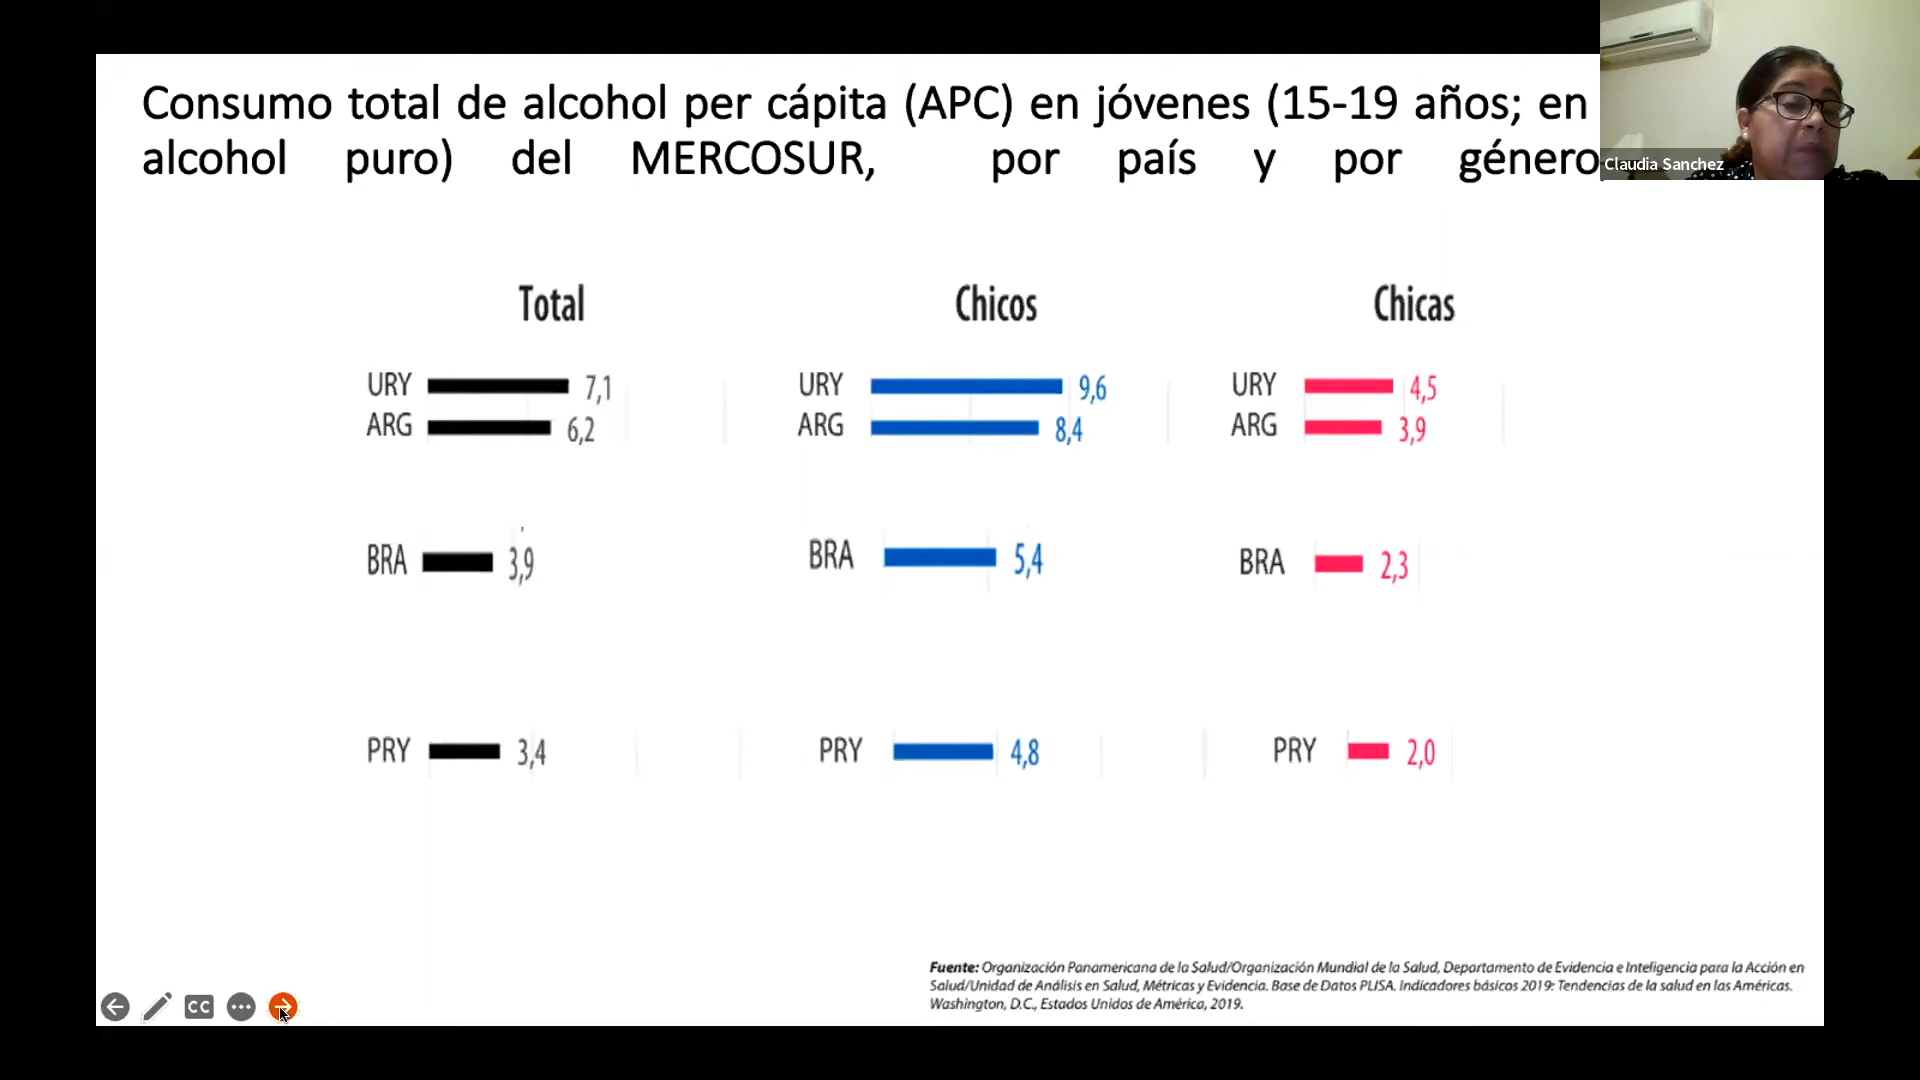 Consumo total de alcohol per cápita (APC) en jóvenes (15-19 años; en
alcohol puro) del MERCOSUR, por país y por género
Claudia Sanchez
Total
Chicos
Chicas
URY 7,1
URY 9,6
URY 4,5
ARG 6,2
ARG 8,4
ARG 3,9
BRA 3,9
BRA 5,4
BRA 2,3
PRY 3,4
PRY 4,8
PRY 2,0
Fuente: Organización Panamericana de la Salud/Organización Mundial de la Salud, Departamento de Evidencia e Inteligencia para la Acción en
Salud/Unidad de Análisis en Salud, Métricas y Evidencia. Base de Datos PLISA. Indicadores básicos 2019: Tendencias de la salud en las Américas.
Washington, D.C., Estados Unidos de América, 2019.
CC